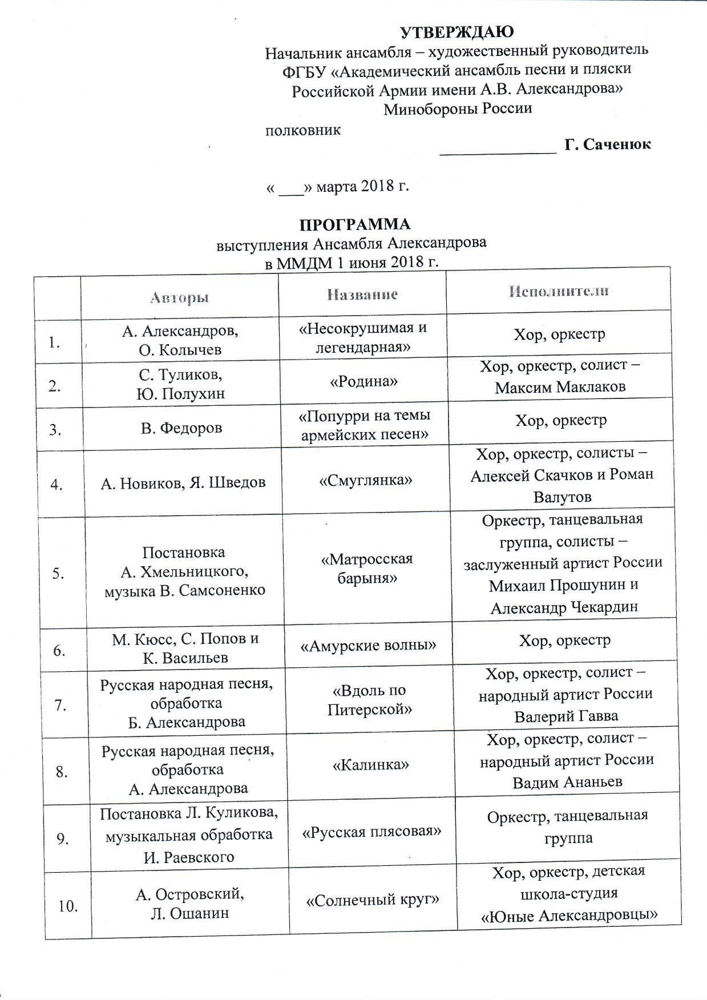 УТВЕРЖДАЮ
Начальник ансамбля – художественный руководитель
ФГБУ «Академический ансамбль песни и пляски
Российской Армии имени А.В. Александрова»
Минобороны России
полковник
______________ Г. Саченюк
« ___» марта 2018 г.
ПРОГРАММА
выступления Ансамбля Александрова
в ММДМ 1 июня 2018 г.
Авторы
Название
Исполнители
1.
А. Александров,
О. Колычев
«Несокрушимая и
легендарная»
Хор, оркестр
2.
С. Туликов,
Ю. Полухин
«Родина»
Хор, оркестр, солист –
Максим Маклаков
3.
В. Федоров
«Попурри на темы
армейских песен»
Хор, оркестр
4.
А. Новиков, Я. Шведов
«Смуглянка»
Хор, оркестр, солисты –
Алексей Скачков и Роман
Валутов
5.
Постановка
А. Хмельницкого,
музыка В. Самсоненко
«Матросская
барыня»
Оркестр, танцевальная
группа, солисты –
заслуженный артист России
Михаил Прошунин и
Александр Чекардин
6.
М. Кюсс, С. Попов и
К. Васильев
«Амурские волны»
Хор, оркестр
7.
Русская народная песня,
обработка
Б. Александрова
«Вдоль по
Питерской»
Хор, оркестр, солист –
народный артист России
Валерий Гавва
8.
Русская народная песня,
обработка
А. Александрова
«Калинка»
Хор, оркестр, солист –
народный артист России
Вадим Ананьев
9.
Постановка Л. Куликова,
музыкальная обработка
И. Раевского
«Русская плясовая»
Оркестр, танцевальная
группа
10.
А. Островский,
Л. Ошанин
«Солнечный круг»
Хор, оркестр, детская
школа-студия
«Юные Александровцы»